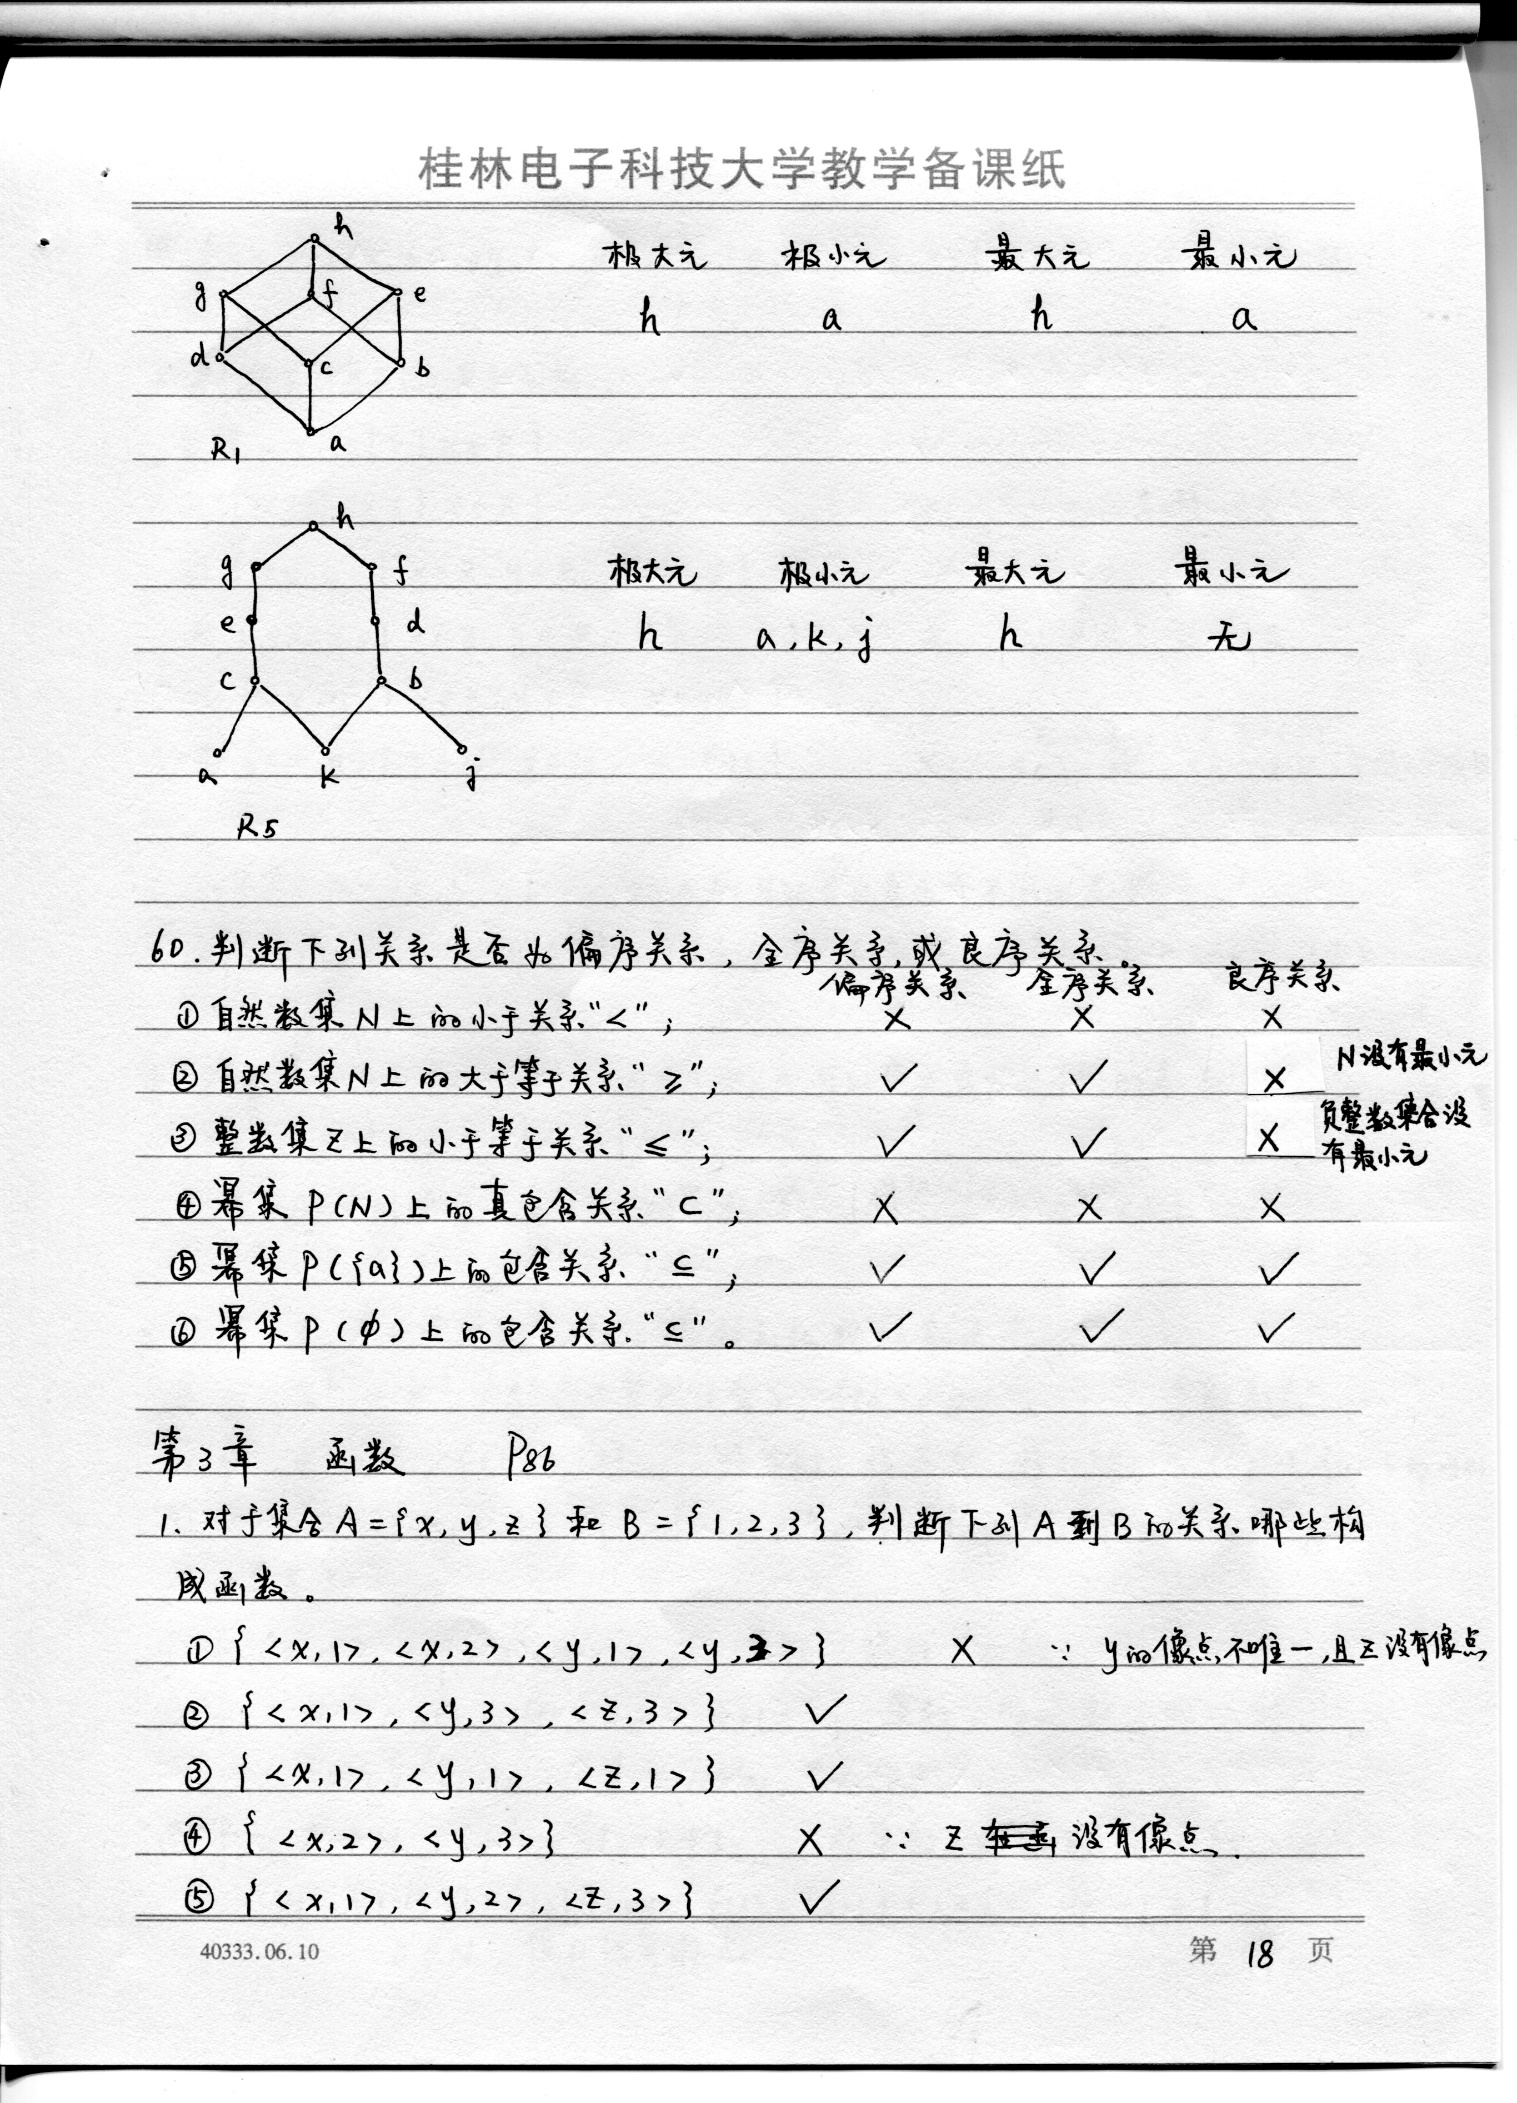 桂林电子科技大学教学备课纸
h
g f e
d c b
a
R1
极大元 极小元 最大元 最小元
h a h a
h
g f
e d
c b
a k j
R5
极大元 极小元 最大元 最小元
h a,k,j h 无
60.判断下列关系是否为偏序关系,全序关系,或良序关系。
偏序关系 全序关系 良序关系
①自然数集N上的小于关系“<”; × × ×
②自然数集N上的大于等于关系“≥”; ✓ ✓ × N没有最小元
③整数集Z上的小于等于关系“≤”; ✓ ✓ × 负整数集合没
有最小元
④幂集P(N)上的真包含关系“⊂”; × × ×
⑤幂集P({a})上的包含关系“⊆”; ✓ ✓ ✓
⑥幂集P(φ)上的包含关系“⊆”。 ✓ ✓ ✓
第3章 函数 P86
1.对于集合A={x,y,z}和B={1,2,3},判断下列A到B的关系哪些构
成函数。
①{<x,1>,<x,2>,<y,1>,<y,3>} × ∵ y的像点不唯一,且z没有像点
②{<x,1>,<y,3>,<z,3>} ✓
③{<x,1>,<y,1>,<z,1>} ✓
④{<x,2>,<y,3>} × ∵ z 没有像点.
⑤{<x,1>,<y,2>,<z,3>} ✓
40333.06.10 第 18 页